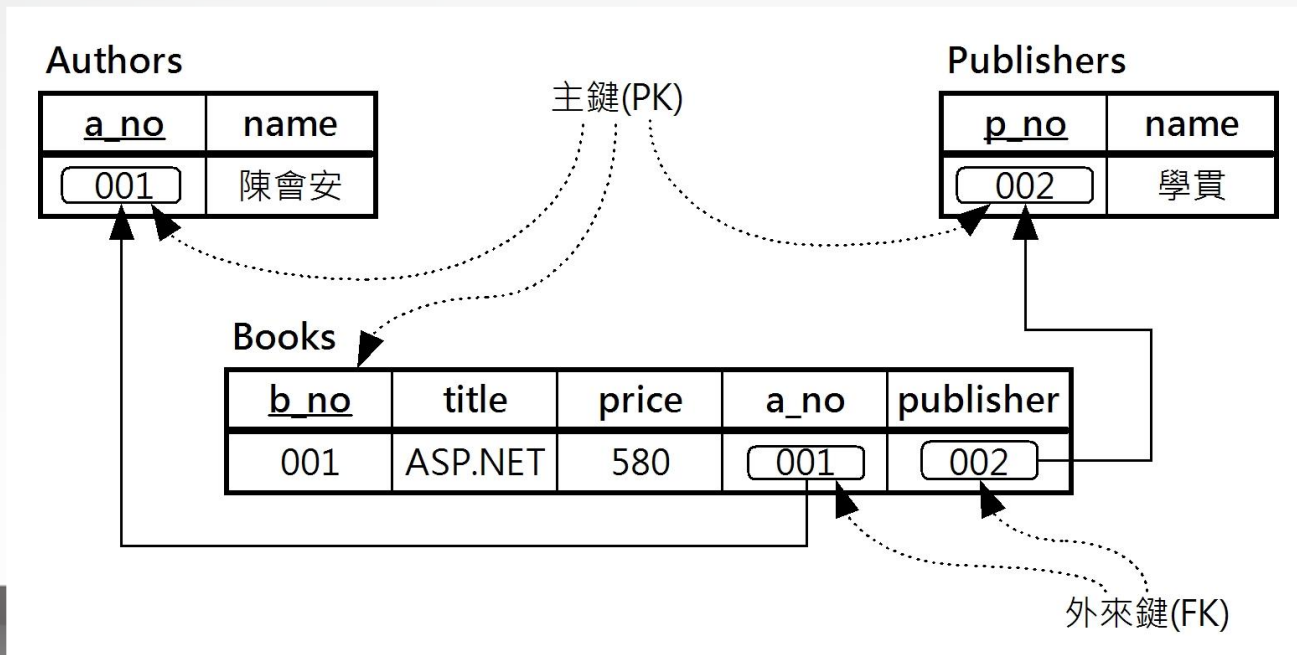 Authors
a_no name
001 陳會安
主鍵(PK)
Publishers
p_no name
002 學貫
Books
b_no title price a_no publisher
001 ASP.NET 580 001 002
外來鍵(FK)